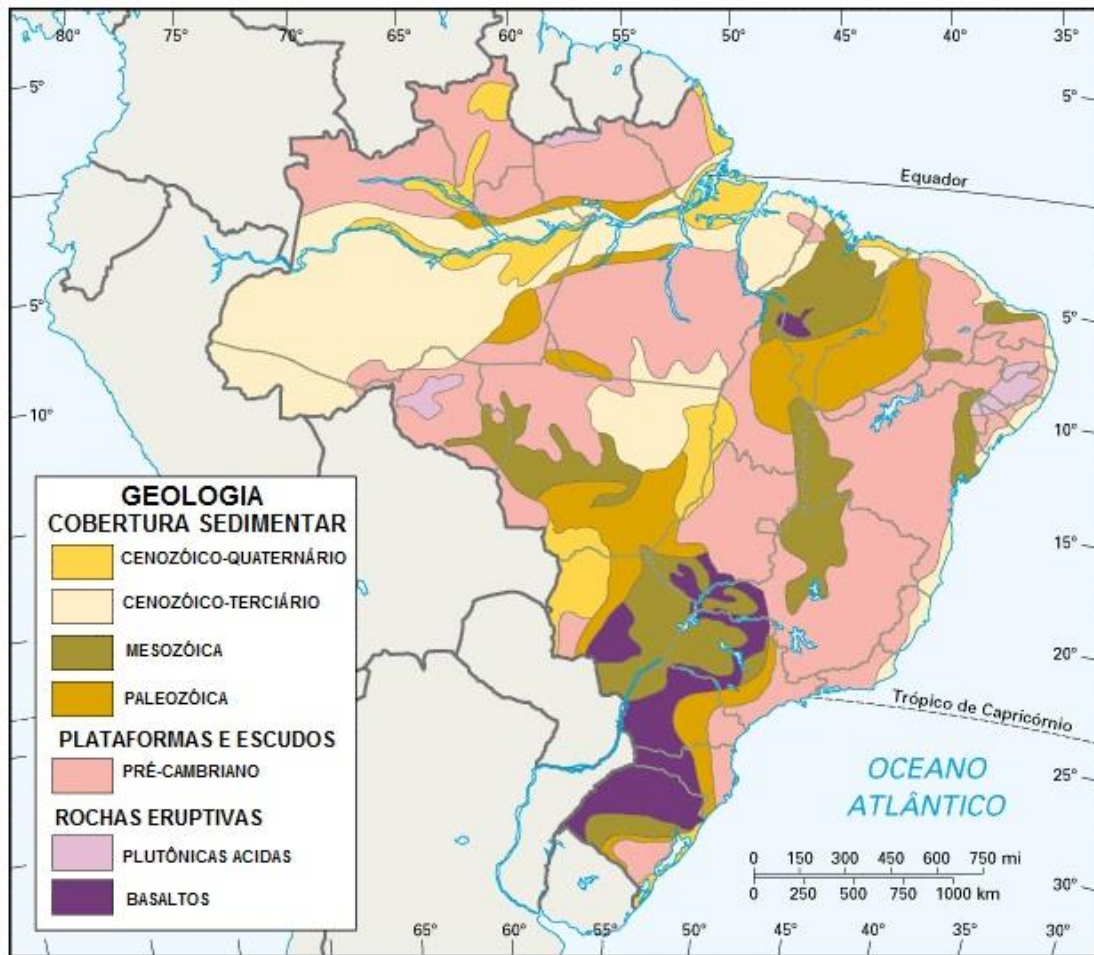 80° 75° 70° 65° 60° 55° 50° 45° 40° 35°
5° 5°
Equador
5° 5°
10° 10°
GEOLOGIA
COBERTURA SEDIMENTAR
CENOZÓICO-QUATERNÁRIO
CENOZÓICO-TERCIÁRIO
MESOZÓICA
PALEOZÓICA
PLATAFORMAS E ESCUDOS
PRÉ-CAMBRIANO
ROCHAS ERUPTIVAS
PLUTÔNICAS ACIDAS
BASALTOS
15°
20°
Trópico de Capricórnio
25°
OCEANO
ATLÂNTICO
0 150 300 450 600 750 mi
0 250 500 750 1000 km
30°
65° 60° 55° 50° 45° 40° 35° 30°